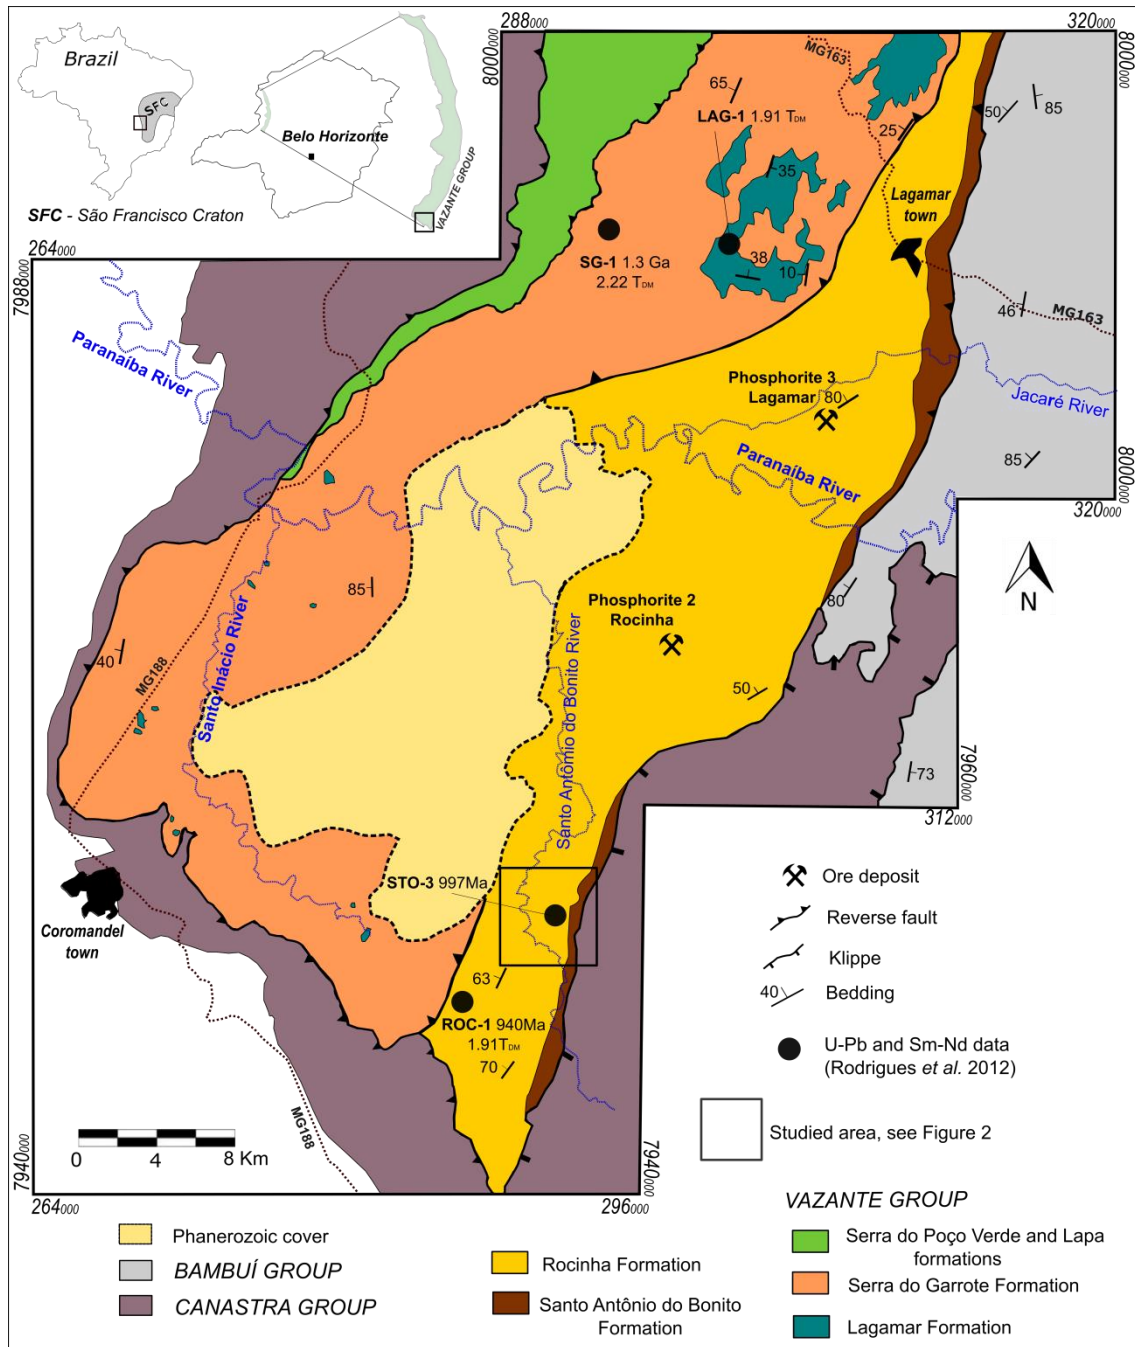 288000
320000
8000000
8000000
Brazil
SFC
Belo Horizonte
VAZANTE GROUP
SFC - São Francisco Craton
MG163
65
LAG-1 1.91 TDM
25
50
85
35
Lagamar
town
264000
7988000
SG-1 1.3 Ga
2.22 TDM
38
10
46
MG163
Paranaíba River
Phosphorite 3
Lagamar
80
Jacaré River
Paranaíba River
85
8000000
320000
85
Phosphorite 2
Rocinha
80
40
MG188
Santo Inácio River
Santo Antômio do Bonito River
50
73
7960000
312000
STO-3 997Ma
Coromandel
town
63
ROC-1 940Ma
1.91TDM
70
MG188
Ore deposit
Reverse fault
Klippe
40
Bedding
U-Pb and Sm-Nd data
(Rodrigues et al. 2012)
Studied area, see Figure 2
N
0 4 8 Km
7940000
7940000
264000
296000
Phanerozoic cover
BAMBUÍ GROUP
CANASTRA GROUP
Rocinha Formation
Santo Antônio do Bonito
Formation
VAZANTE GROUP
Serra do Poço Verde and Lapa
formations
Serra do Garrote Formation
Lagamar Formation